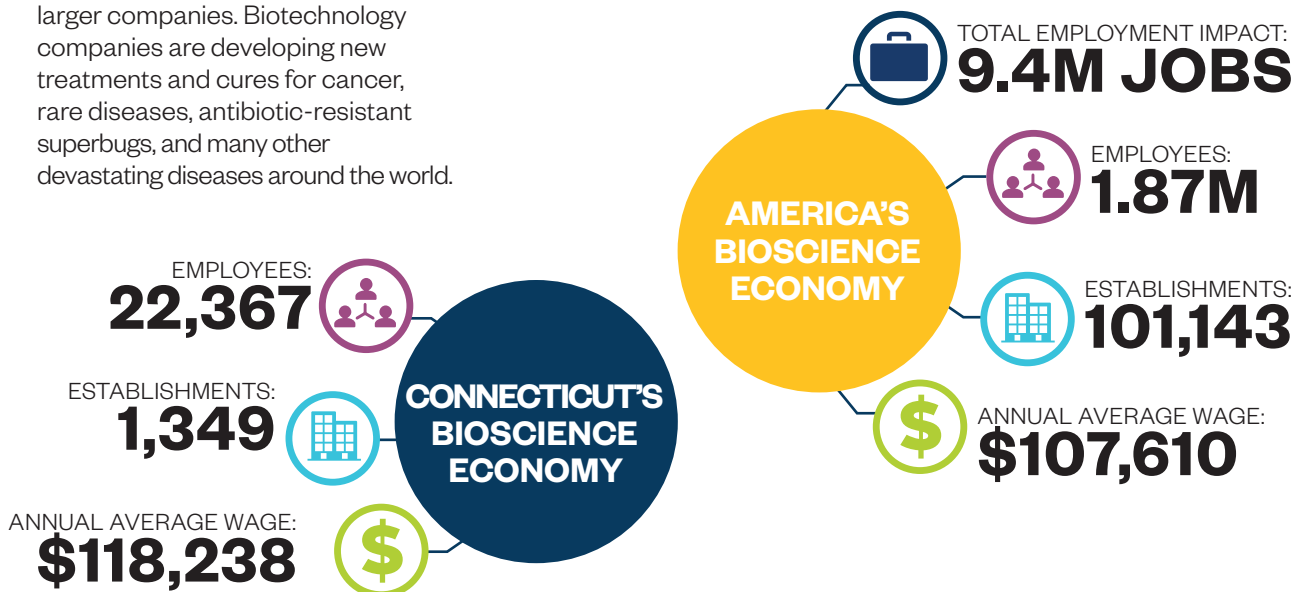 larger companies. Biotechnology
companies are developing new
treatments and cures for cancer,
rare diseases, antibiotic-resistant
superbugs, and many other
devastating diseases around the world.
EMPLOYEES:
22,367
ESTABLISHMENTS:
1,349
ANNUAL AVERAGE WAGE:
$118,238
CONNECTICUT'S
BIOSCIENCE
ECONOMY
AMERICA'S
BIOSCIENCE
ECONOMY
TOTAL EMPLOYMENT IMPACT:
9.4M JOBS
EMPLOYEES:
1.87M
ESTABLISHMENTS:
101,143
ANNUAL AVERAGE WAGE:
$107,610
$
$